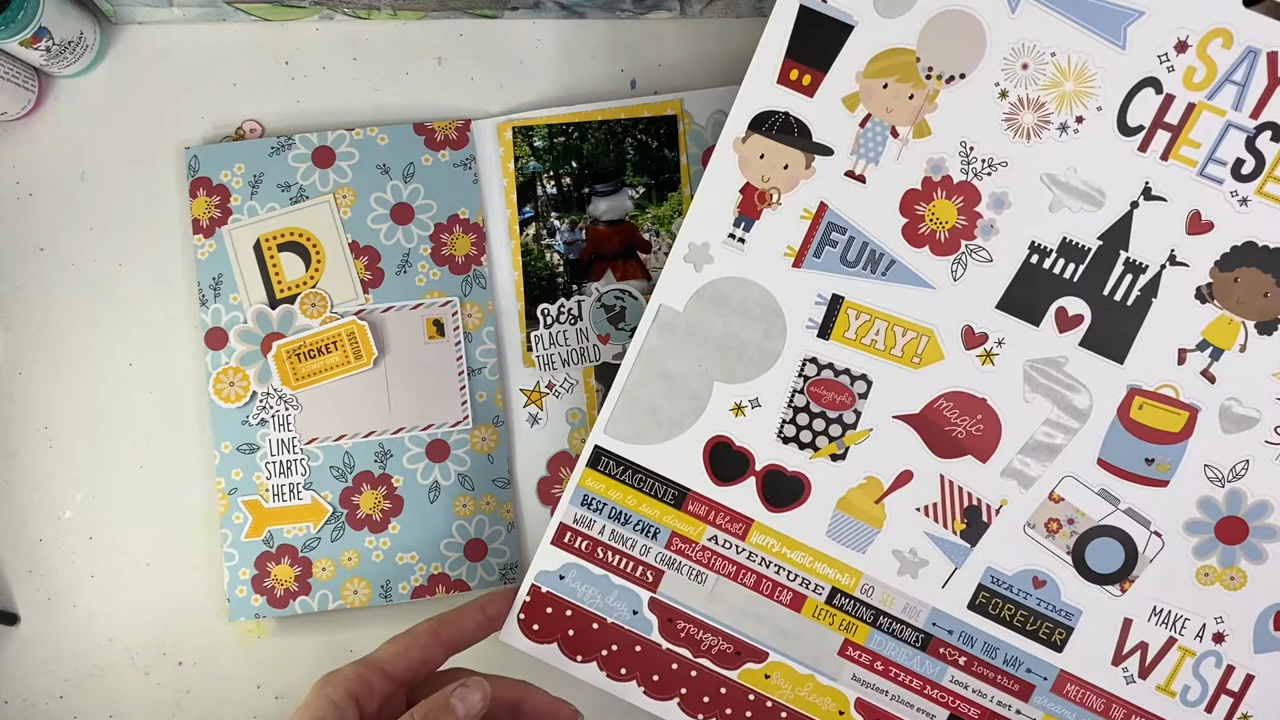 D
TICKET
ADMIT ONE
001235
THE
LINE
STARTS
HERE
BEST
PLACE IN
THE WORLD
SAY
CHEESE
FUN!
YAY!
autographs
magic
WAIT TIME
FOREVER
MAKE A
WISH
IMAGINE
WHAT A blast!
sun up to sun down!
Happy magic moments!
BEST DAY EVER
ADVENTURE
GO SEE RIDE
WHAT A BUNCH OF CHARACTERS!
smiles FROM EAR TO EAR
AMAZING MEMORIES
FUN THIS WAY
BIG SMILES
LET'S EAT!
DREAM
love this
MEETING THE
ME & THE MOUSE
look who i met
happiest place ever
happy day
celebrate
say cheese